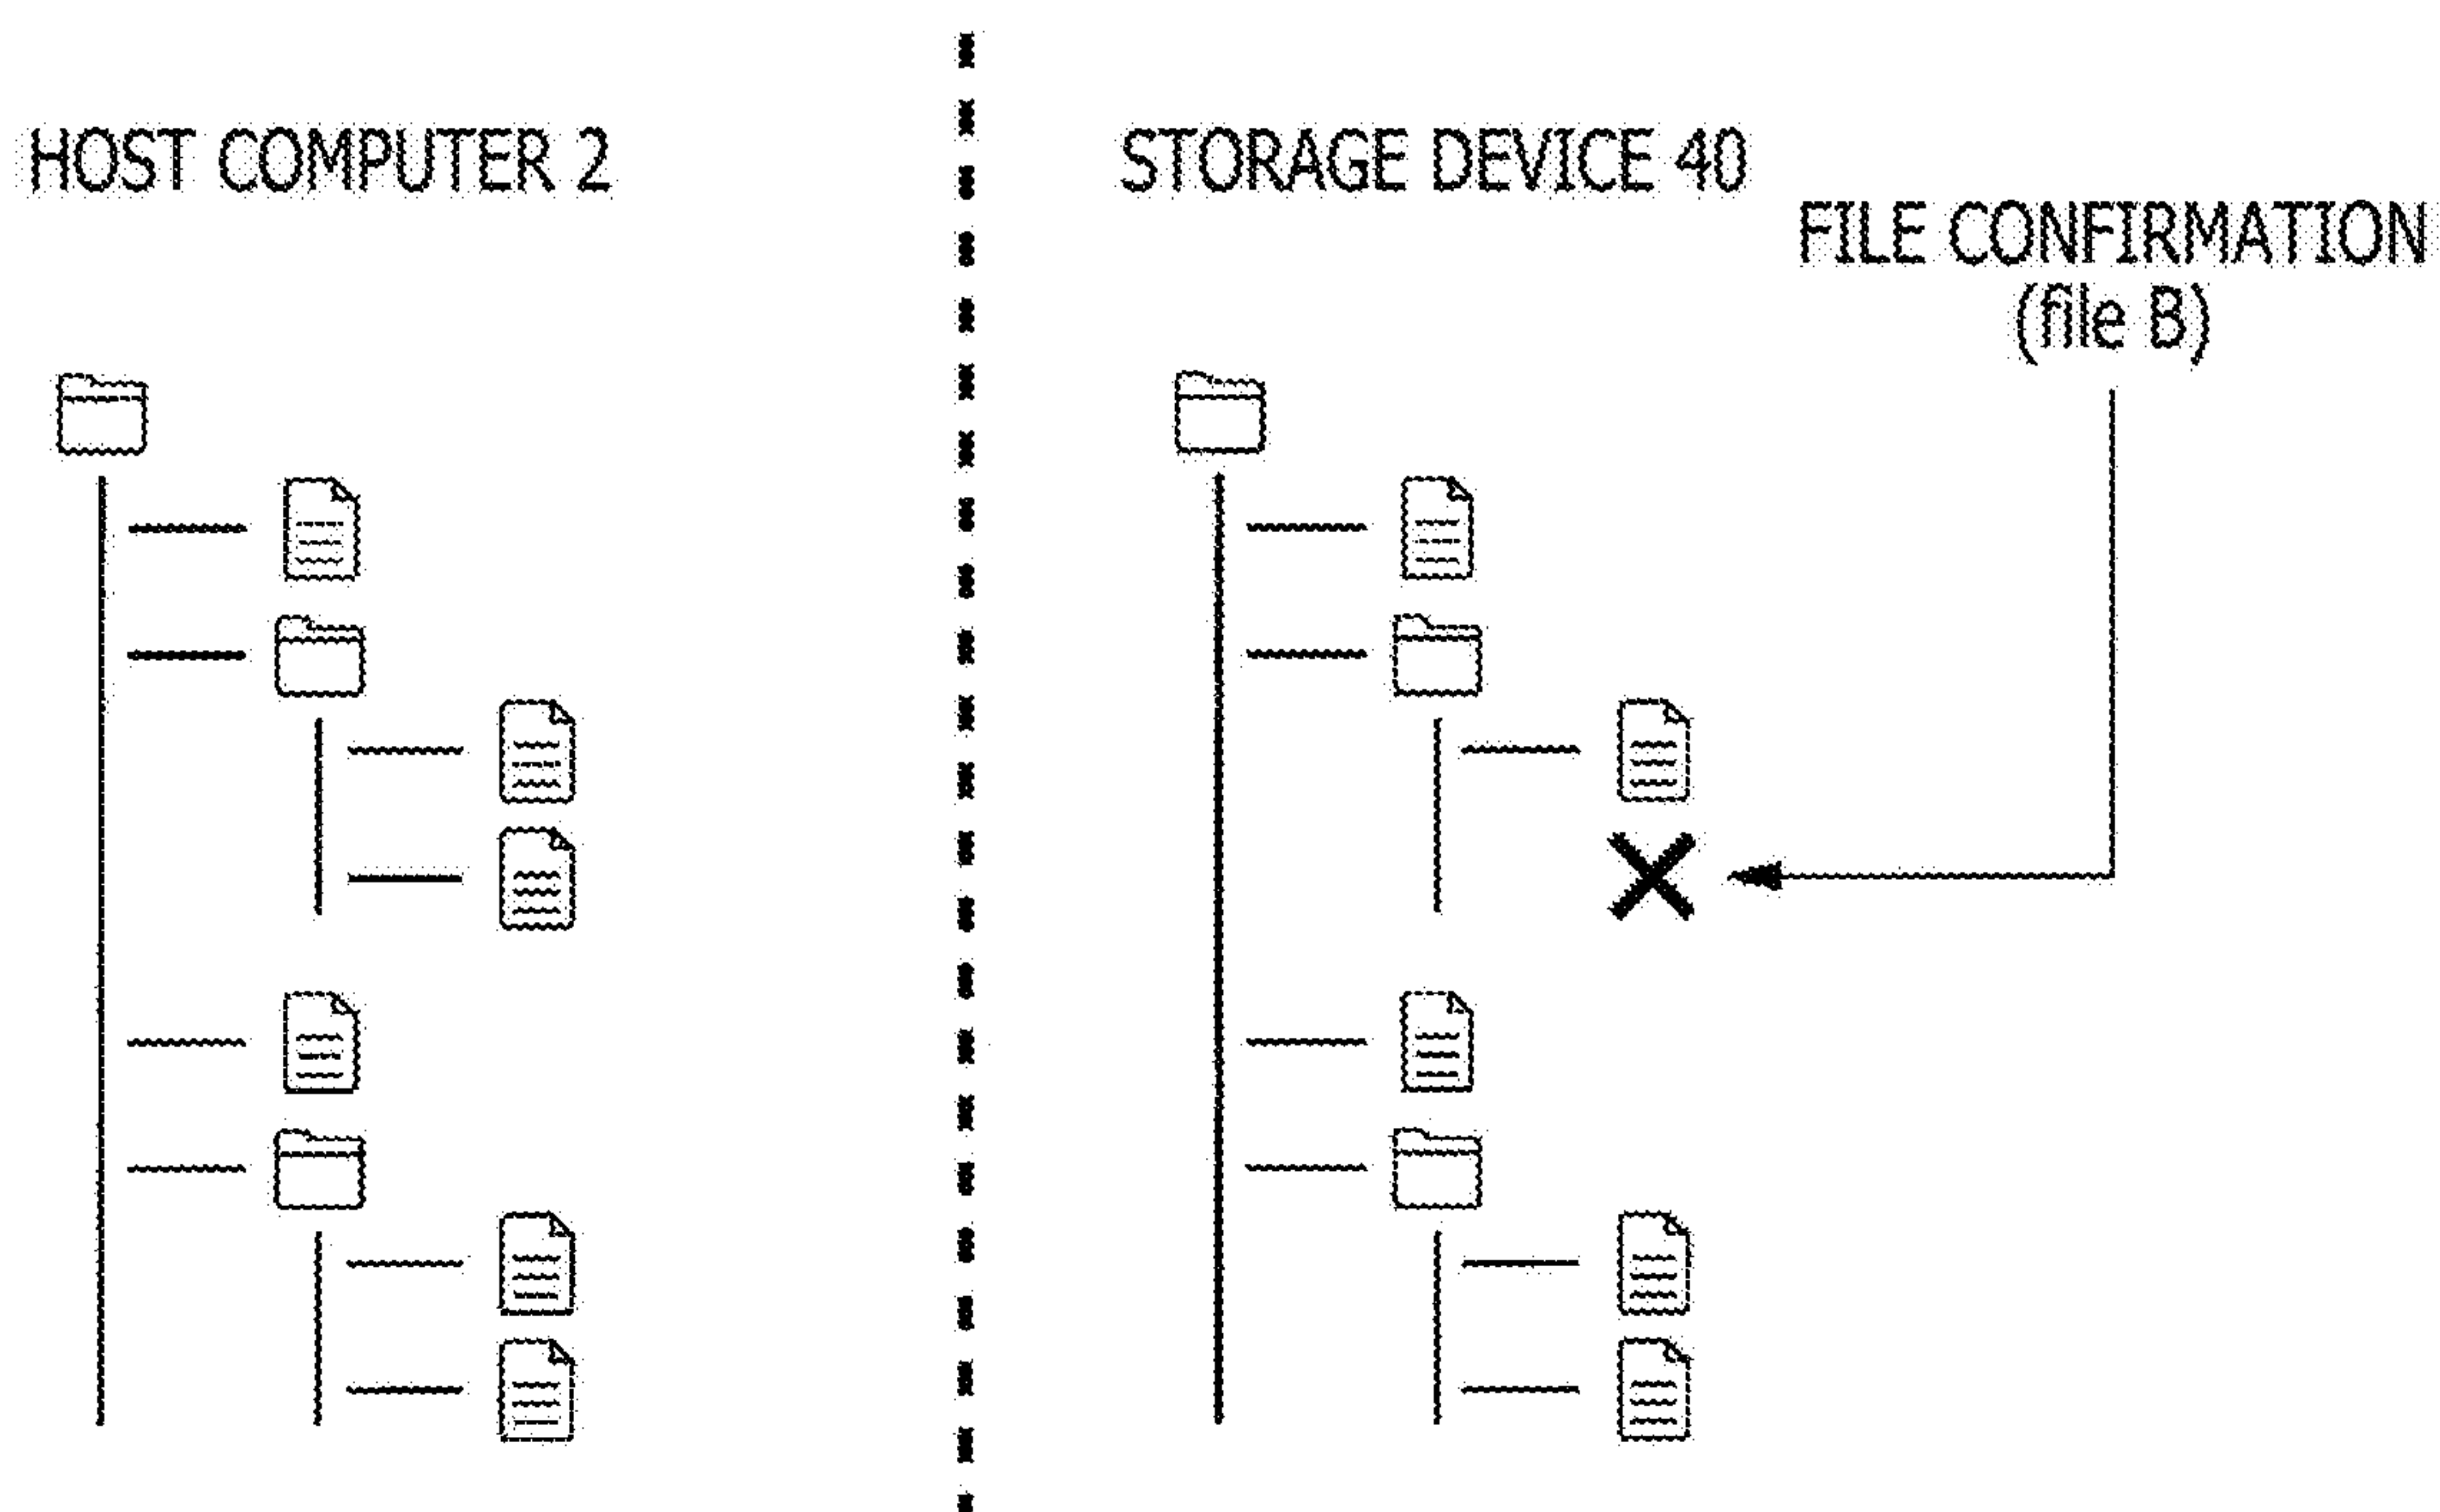 HOST COMPUTER 2
STORAGE DEVICE 40
FILE CONFIRMATION
(file B)